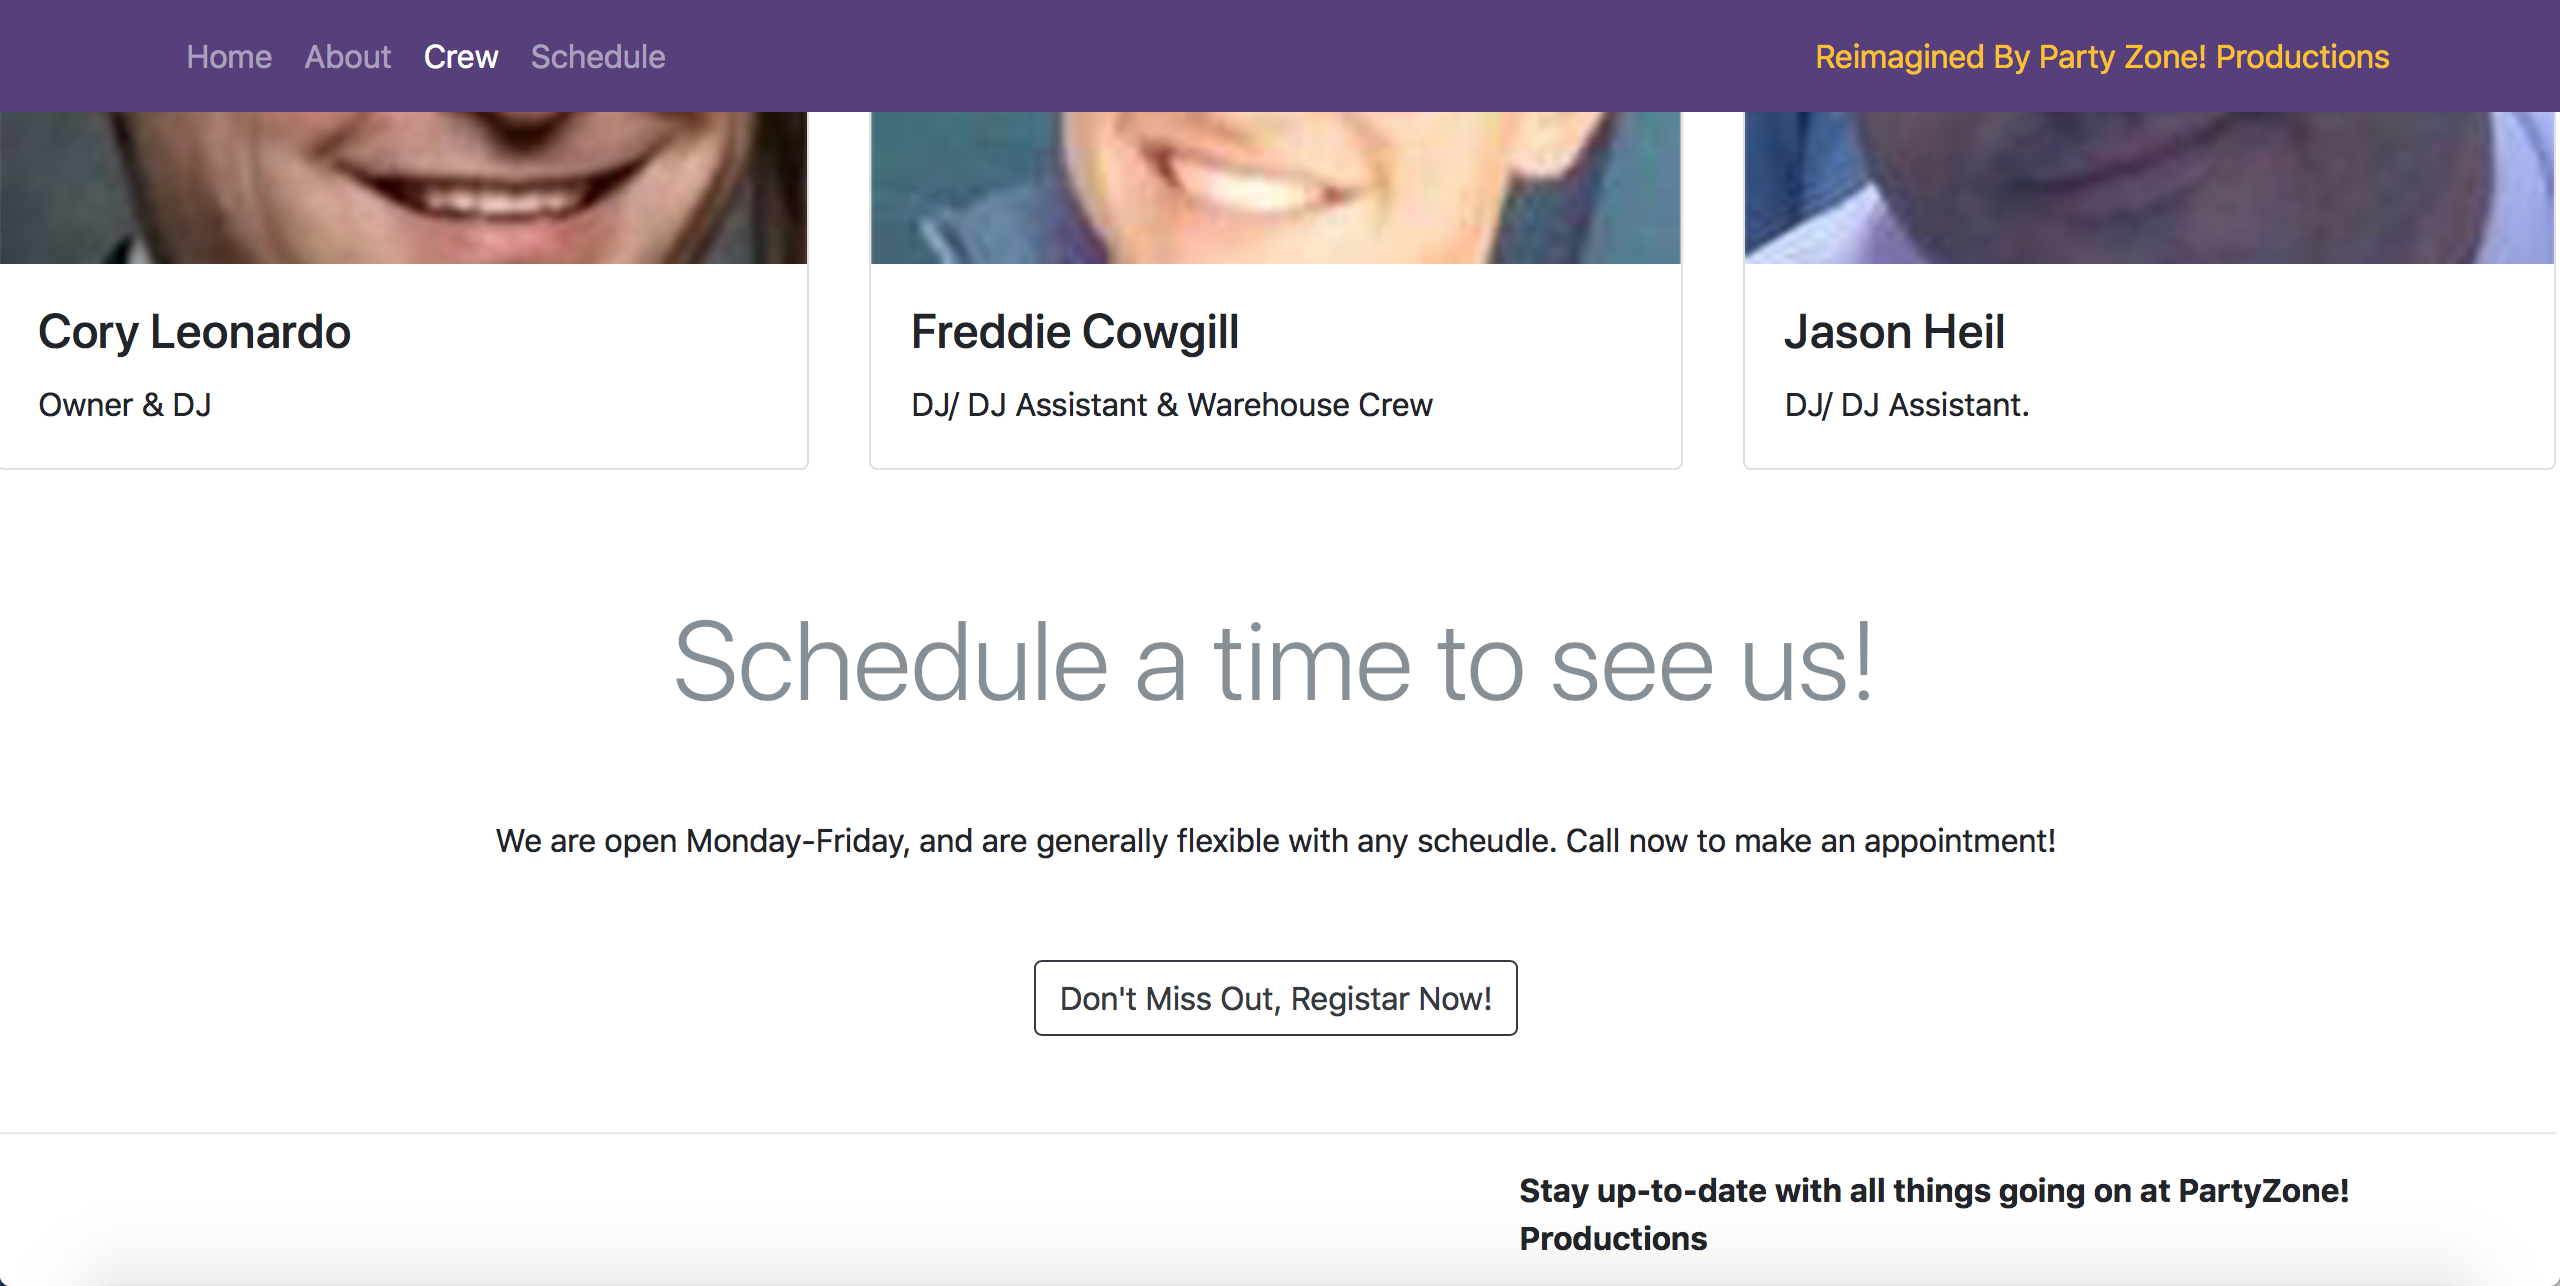 Home About Crew Schedule Reimagined By Party Zone! Productions
Cory Leonardo Freddie Cowgill Jason Heil
Owner & DJ DJ/ DJ Assistant & Warehouse Crew DJ/ DJ Assistant.
Schedule a time to see us!
We are open Monday-Friday, and are generally flexible with any scheudle. Call now to make an appointment!
Don't Miss Out, Registar Now!
Stay up-to-date with all things going on at PartyZone!
Productions